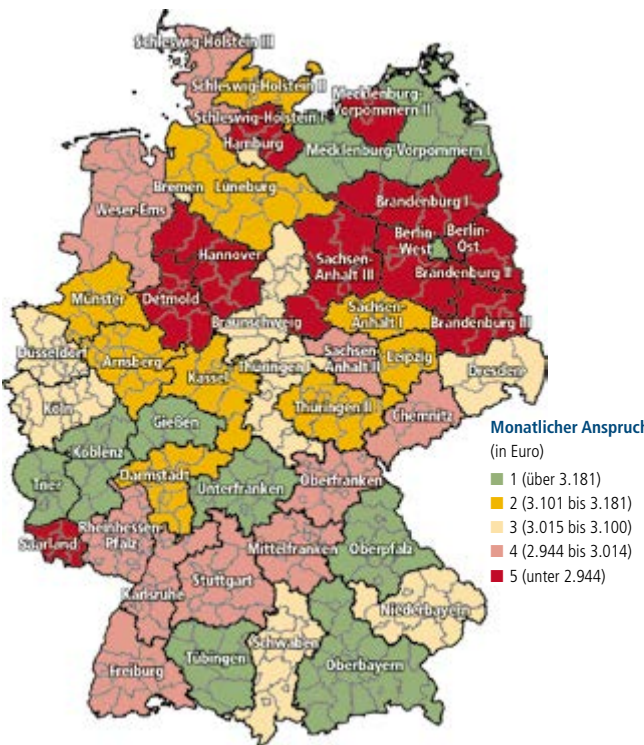 Schleswig-Holstein III
Schleswig-Holstein II
Mecklenburg-
Vorpommern II
Schleswig-Holstein I
Hamburg
Mecklenburg-Vorpommern I
Bremen
Lüneburg
Weser-Ems
Brandenburg I
Berlin-
West
Berlin-
Ost
Hannover
Sachsen-
Anhalt III
Brandenburg II
Münster
Detmold
Braunschweig
Sachsen-
Anhalt I
Brandenburg III
Düsseldorf
Arnsberg
Kassel
Thüringen I
Sachsen-
Anhalt II
Leipzig
Dresden
Köln
Gießen
Thüringen II
Chemnitz
Koblenz
Trier
Darmstadt
Unterfranken
Oberfranken
Saarland
Rheinhessen-
Pfalz
Mittelfranken
Oberpfalz
Karlsruhe
Stuttgart
Niederbayern
Schwaben
Tübingen
Oberbayern
Freiburg
Monatlicher Anspruch
(in Euro)
1 (über 3.181)
2 (3.101 bis 3.181)
3 (3.015 bis 3.100)
4 (2.944 bis 3.014)
5 (unter 2.944)